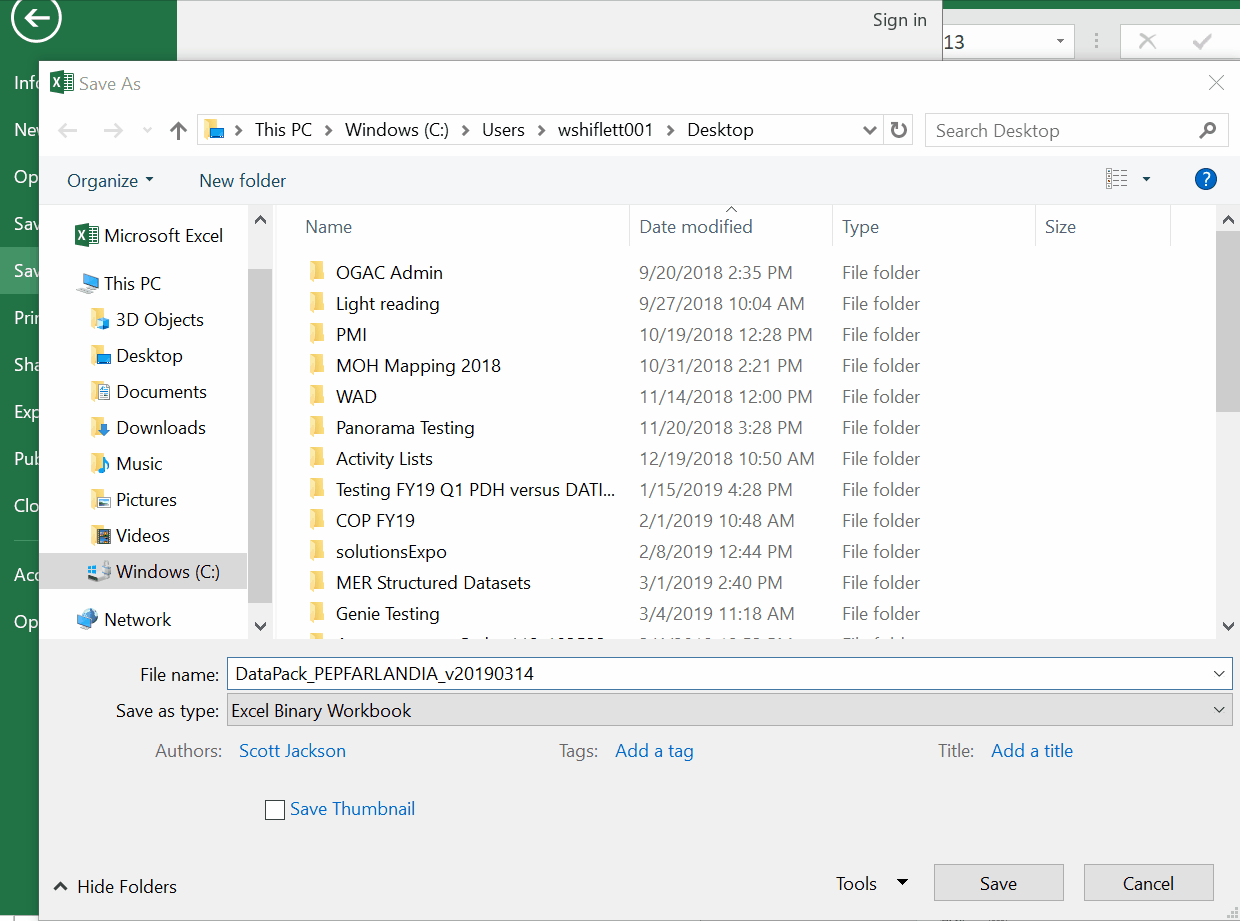 Sign in
13
Info
Save As
New
This PC > Windows (C:) > Users > wshiflett001 > Desktop
Search Desktop
Op
Organize
New folder
?
Sav
Microsoft Excel
Name
Date modified
Type
Size
Sav
This PC
OGAC Admin 9/20/2018 2:35 PM File folder
Prin
3D Objects
Light reading 9/27/2018 10:04 AM File folder
PMI 10/19/2018 12:28 PM File folder
Sha
Desktop
MOH Mapping 2018 10/31/2018 2:21 PM File folder
Exp
Documents
WAD 11/14/2018 12:00 PM File folder
Downloads
Panorama Testing 11/20/2018 3:28 PM File folder
Pub
Music
Activity Lists 12/19/2018 10:50 AM File folder
Clo
Pictures
Testing FY19 Q1 PDH versus DATI... 1/15/2019 4:28 PM File folder
COP FY19 2/1/2019 10:48 AM File folder
Videos
solutionsExpo 2/8/2019 12:44 PM File folder
Acc
Windows (C:)
MER Structured Datasets 3/1/2019 2:40 PM File folder
Op
Network
Genie Testing 3/4/2019 11:18 AM File folder
File name: DataPack_PEPFARLANDIA_v20190314
Save as type: Excel Binary Workbook
Authors: Scott Jackson
Tags: Add a tag
Title: Add a title
Save Thumbnail
Hide Folders
Tools
Save
Cancel